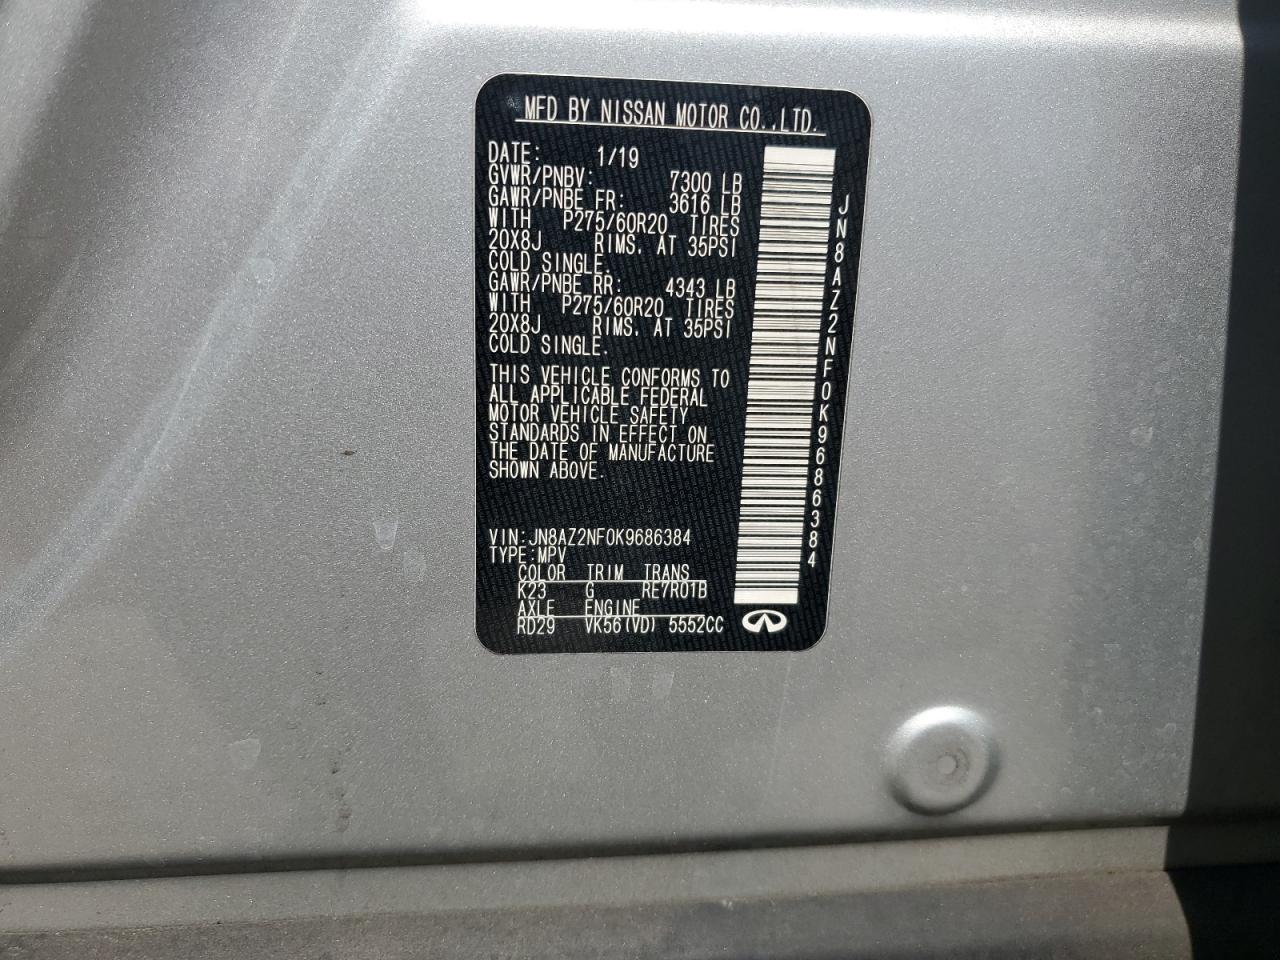 MFD BY NISSAN MOTOR CO.,LTD.
DATE: 1/19
GVWR/PNBV: 7300 LB
GAWR/PNBE FR: 3616 LB
WITH P275/60R20 TIRES
20X8J RIMS. AT 35PSI
COLD SINGLE.
GAWR/PNBE RR: 4343 LB
WITH P275/60R20 TIRES
20X8J RIMS. AT 35PSI
COLD SINGLE.
THIS VEHICLE CONFORMS TO
ALL APPLICABLE FEDERAL
MOTOR VEHICLE SAFETY
STANDARDS IN EFFECT ON
THE DATE OF MANUFACTURE
SHOWN ABOVE.
VIN:JN8AZ2NF0K9686384
TYPE:MPV
COLOR TRIM TRANS
K23 G RE7R01B
AXLE ENGINE
RD29 VK56(VD) 5552CC
JN8AZ2NF0K9686384